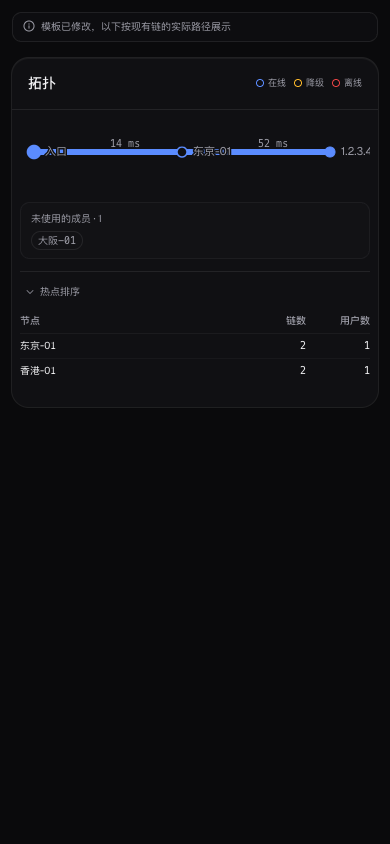 模板已修改，以下按现有链的实际路径展示
拓扑
在线 降级 离线
14 ms 52 ms
入口 东京-01 1.2.3.4
未使用的成员 · 1
大阪-01
热点排序
节点 链数 用户数
东京-01 2 1
香港-01 2 1